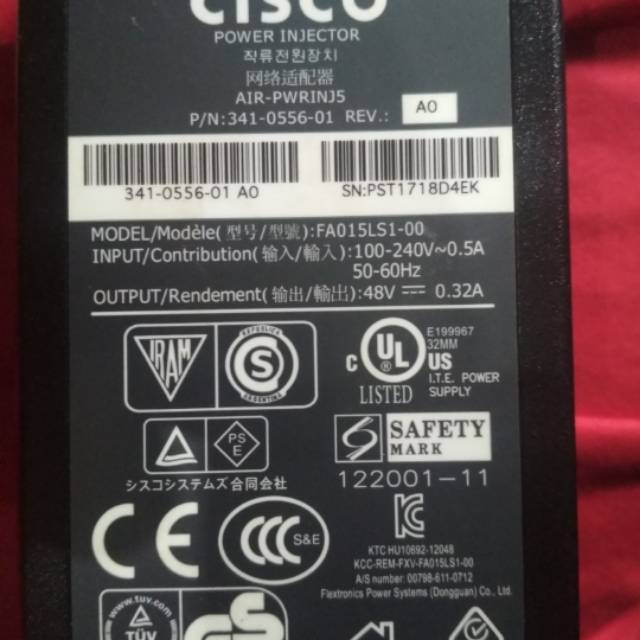 CISCO
POWER INJECTOR
직류전원장치
网络适配器
AIR-PWRINJ5
P/N:341-0556-01 REV.: A0
341-0556-01 A0 SN:PST1718D4EK
MODEL/Modèle(型号/型號):FA015LS1-00
INPUT/Contribution(输入/輸入):100-240V~0.5A
50-60Hz
OUTPUT/Rendement(输出/輸出):48V ⎓ 0.32A
IRAM
REPUBLICA
S
ARGENTINA
C UL US
®
LISTED
E199967
32MM
I.T.E. POWER
SUPPLY
PS
E
シスコシステムズ合同会社
S SAFETY
MARK
122001-11
CE
CCC S&E
KC
KTC HU10692-12048
KCC-REM-FXV-FA015LS1-00
A/S number: 00798-611-0712
Flextronics Power Systems (Dongguan) Co., Ltd.
www.tuv.com
TÜV
GS